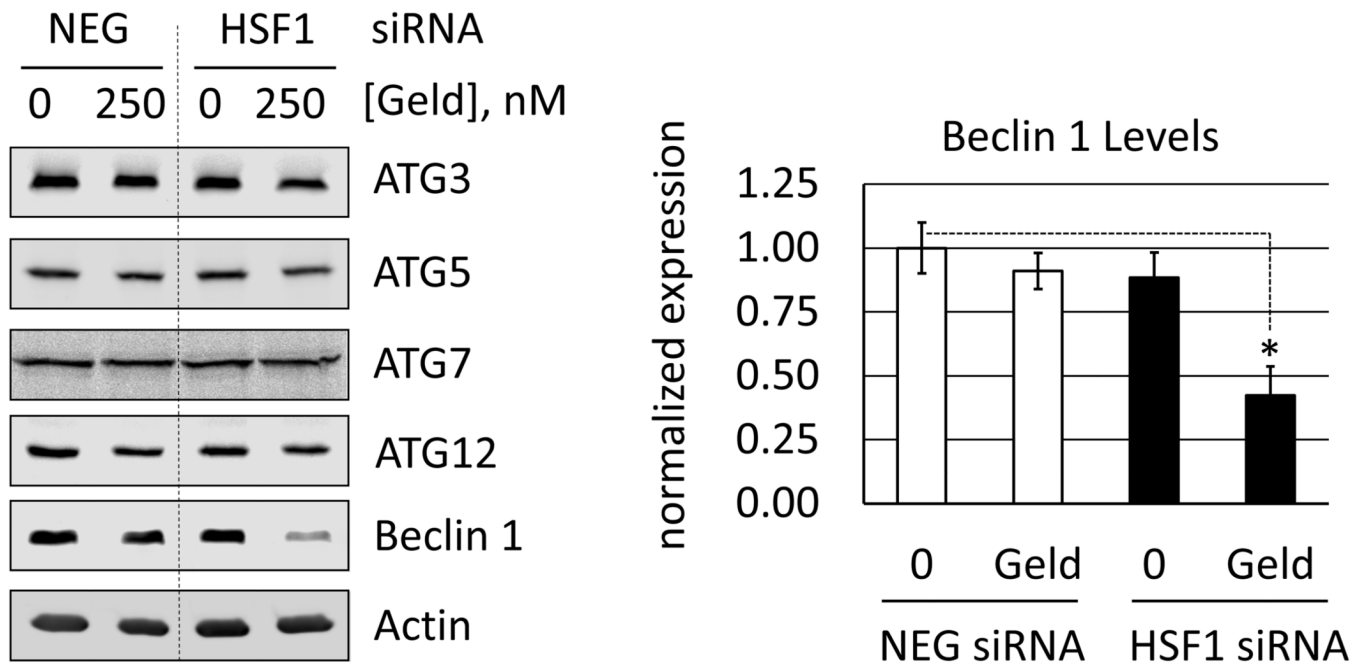 NEG HSF1 siRNA
0 250 0 250 [Geld], nM
ATG3
ATG5
ATG7
ATG12
Beclin 1
Actin
Beclin 1 Levels
normalized expression
1.25
1.00
0.75
0.50
0.25
0.00
*
0 Geld 0 Geld
NEG siRNA HSF1 siRNA